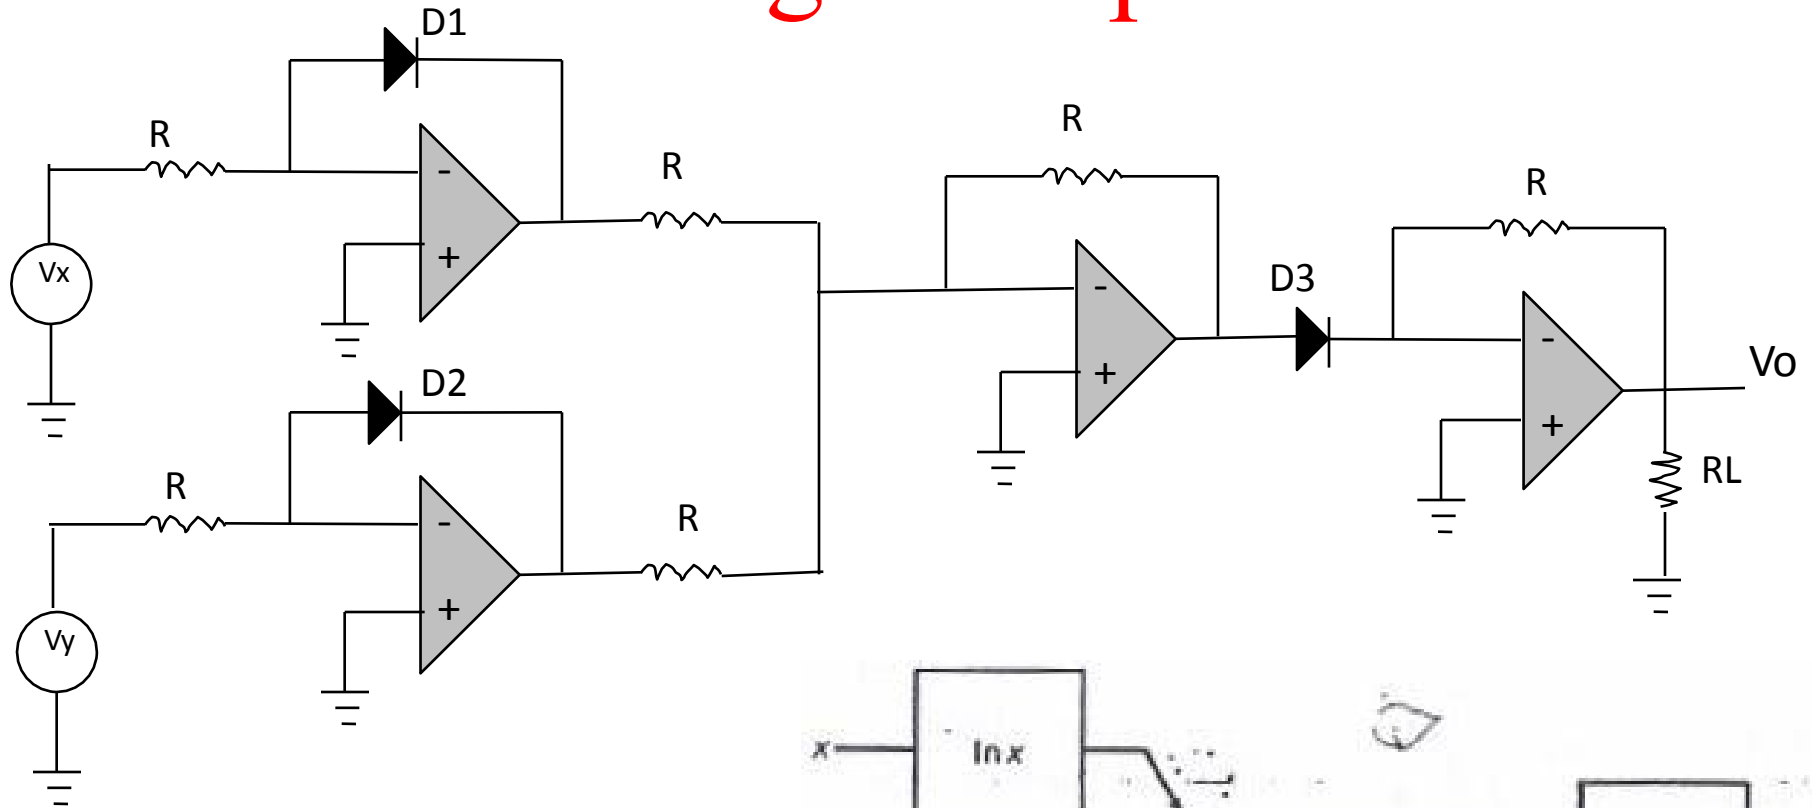 D1
R
-
+
Vx
R
R
-
+
D3
R
-
+
Vo
RL
D2
R
-
+
Vy
R
x
ln x